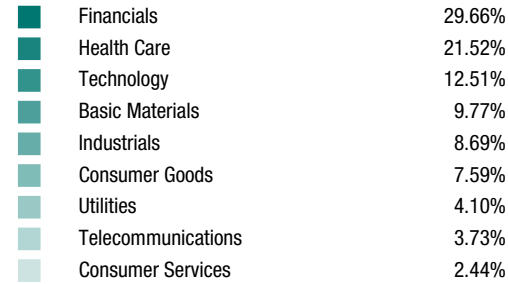 Financials 29.66%
Health Care 21.52%
Technology 12.51%
Basic Materials 9.77%
Industrials 8.69%
Consumer Goods 7.59%
Utilities 4.10%
Telecommunications 3.73%
Consumer Services 2.44%